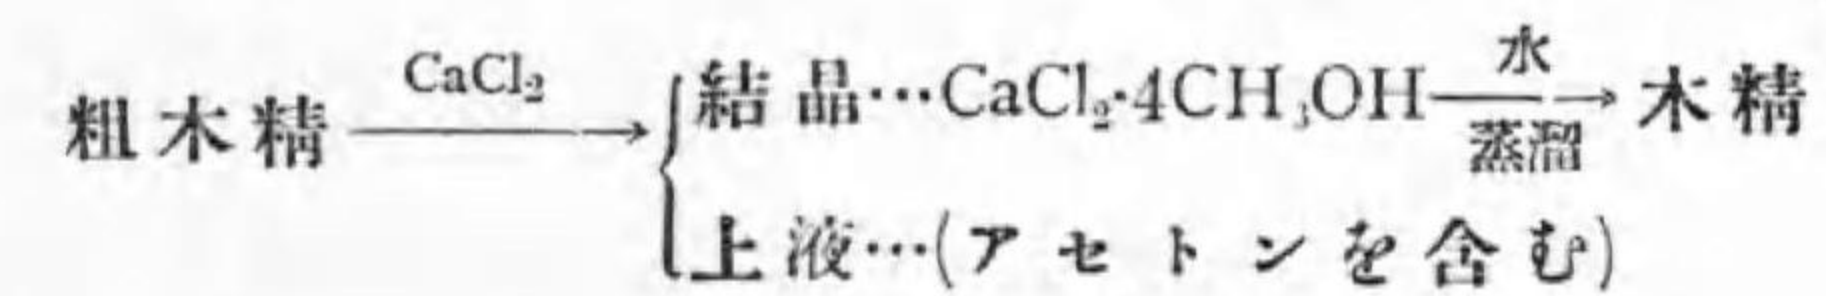 粗木精 CaCl₂ → { 結晶…CaCl₂·4CH₃OH 水 蒸溜 → 木精
上液…(アセトンを含む)